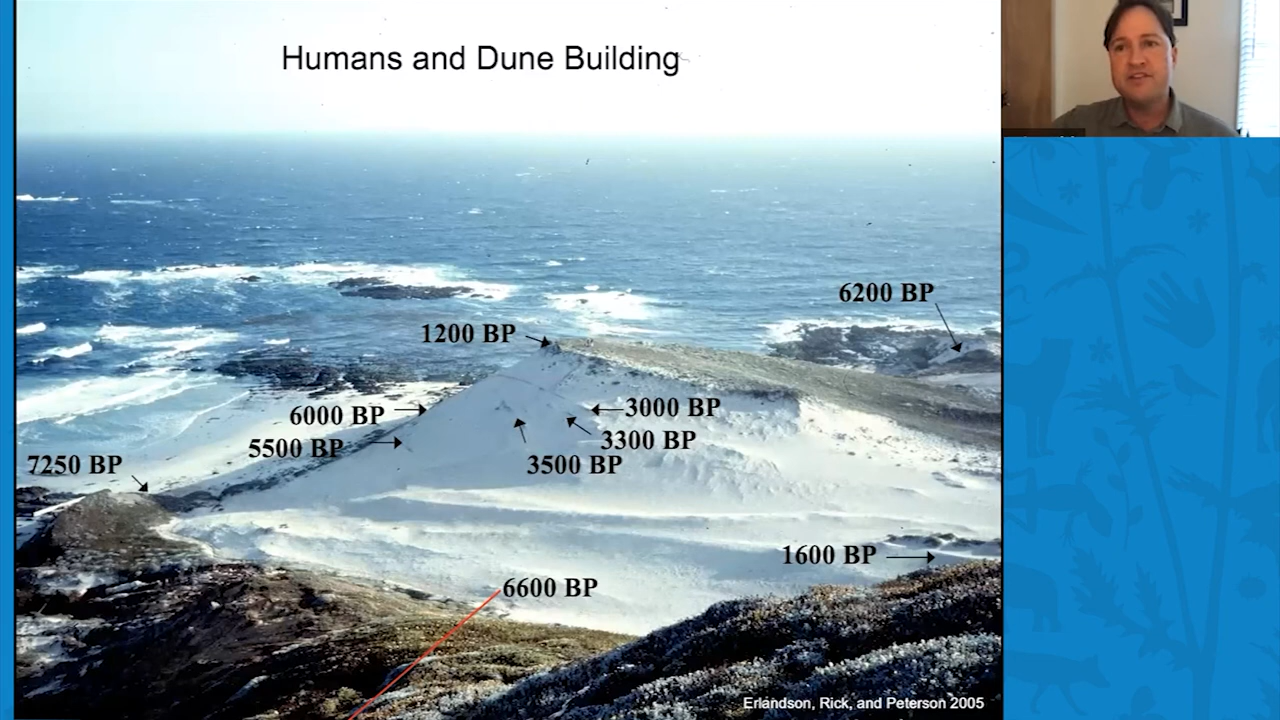 Humans and Dune Building
6200 BP
1200 BP
6000 BP
3000 BP
5500 BP
3300 BP
7250 BP
3500 BP
1600 BP
6600 BP
Erlandson, Rick, and Peterson 2005